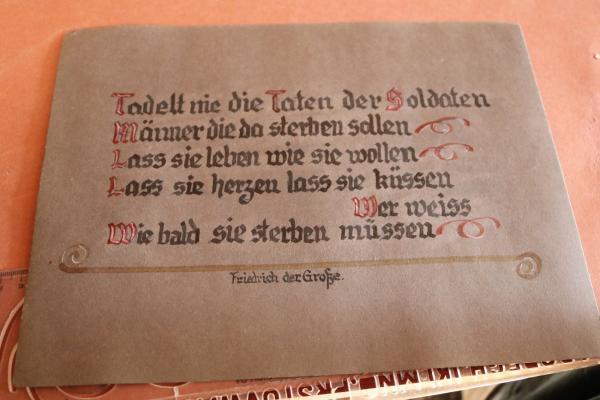 Tadelt nie die Taten der Soldaten
Männer die da sterben sollen
Lass sie leben wie sie wollen
Lass sie herzen lass sie küssen
Wer weiss
Wie bald sie sterben müssen
Friedrich der Große.